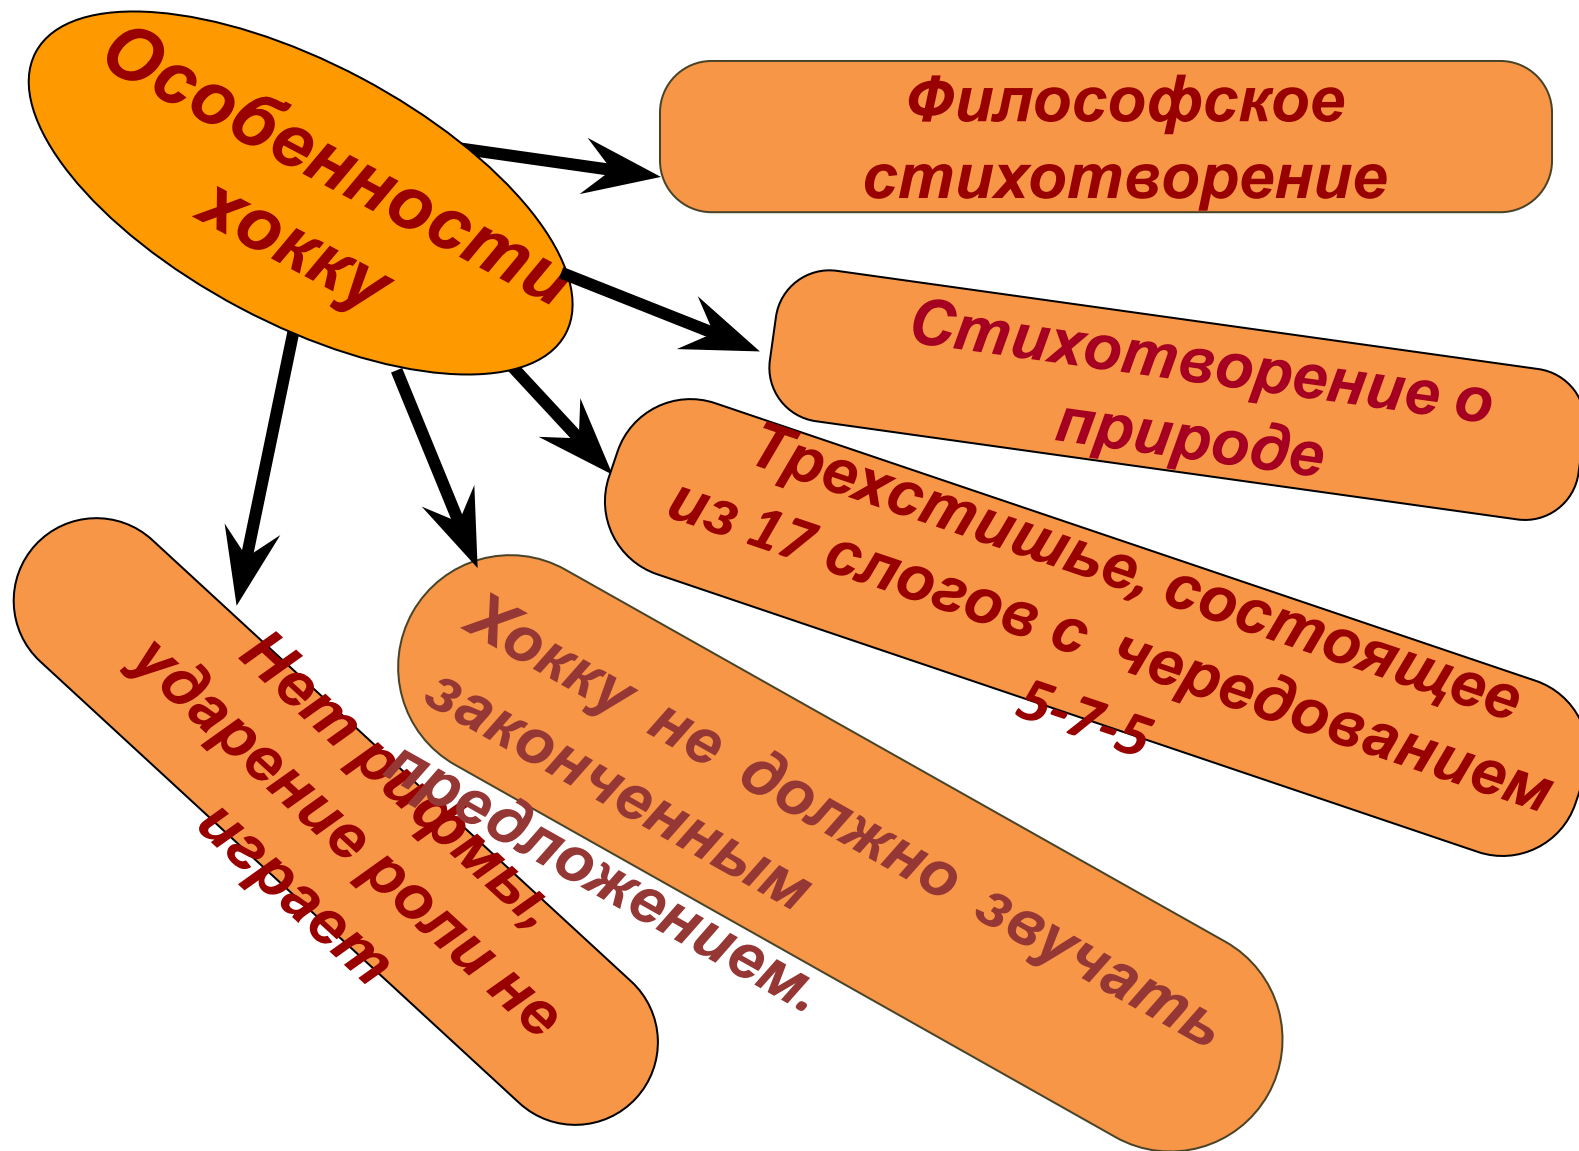 Особенности
хокку
Философское
стихотворение
Стихотворение о
природе
Трехстишье, состоящее
из 17 слогов с чередованием
5-7-5
Хокку не должно звучать
законченным
предложением.
Нет рифмы,
ударение роли не
играет